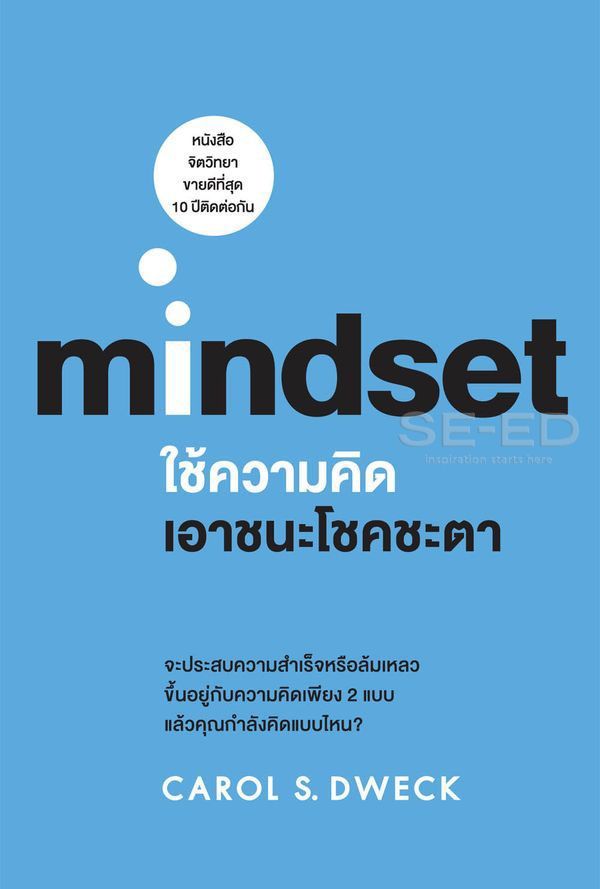 หนังสือ
จิตวิทยา
ขายดีที่สุด
10 ปีติดต่อกัน
mindset
SE-ED
inspiration starts here
ใช้ความคิด
เอาชนะโชคชะตา
จะประสบความสำเร็จหรือล้มเหลว
ขึ้นอยู่กับความคิดเพียง 2 แบบ
แล้วคุณกำลังคิดแบบไหน?
CAROL S. DWECK